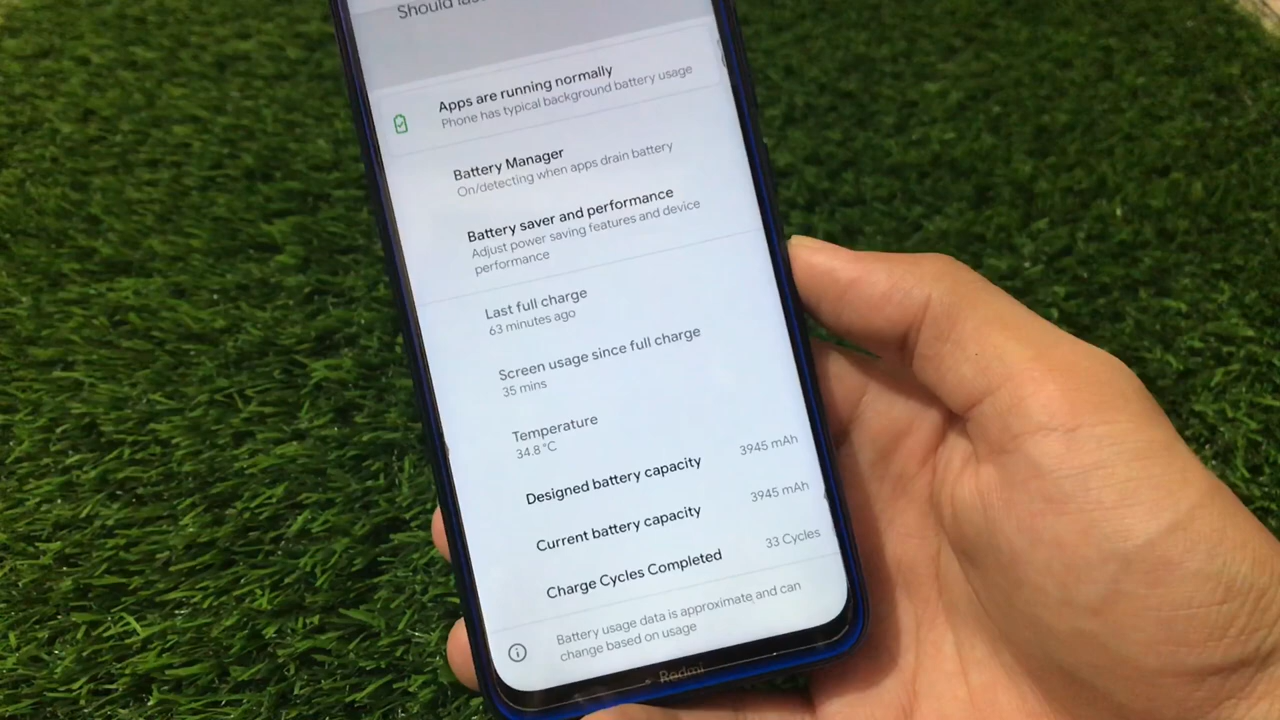 Should
Apps are running normally
Phone has typical background battery usage
Battery Manager
On/detecting when apps drain battery
Battery saver and performance
Adjust power saving features and device
performance
Last full charge
63 minutes ago
Screen usage since full charge
35 mins
Temperature
34.8 °C
Designed battery capacity 3945 mAh
Current battery capacity 3945 mAh
Charge Cycles Completed 33 Cycles
Battery usage data is approximate and can
change based on usage
Redmi